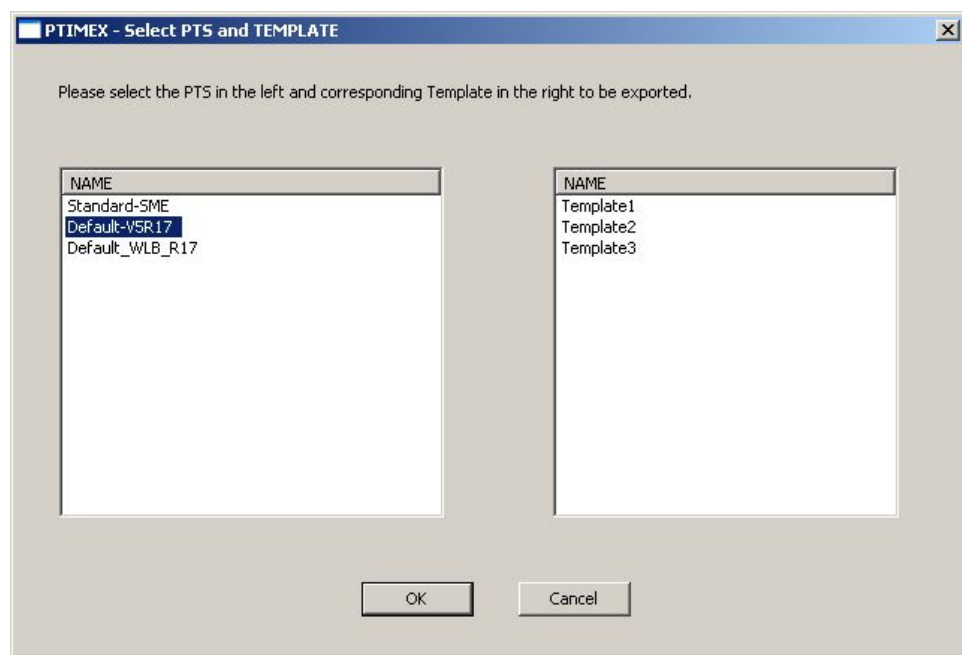 PTIMEX - Select PTS and TEMPLATE
Please select the PTS in the left and corresponding Template in the right to be exported.
NAME
Standard-SME
Default-V5R17
Default_WLB_R17
NAME
Template1
Template2
Template3
OK
Cancel